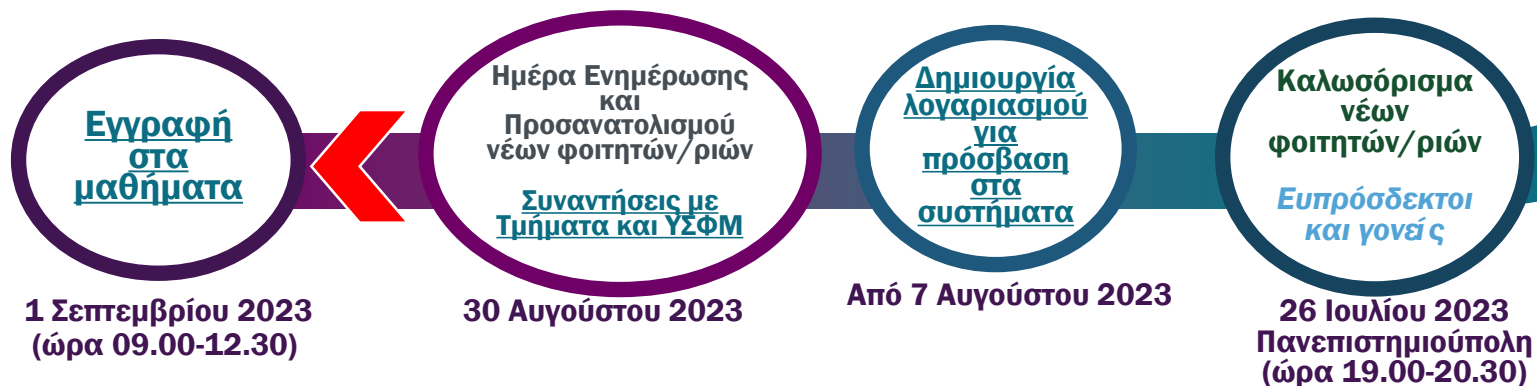 Εγγραφή
στα
μαθήματα
1 Σεπτεμβρίου 2023
(ώρα 09.00-12.30)
Ημέρα Ενημέρωσης
και
Προσανατολισμού
νέων φοιτητών/ριών
Συναντήσεις με
Τμήματα και ΥΣΦΜ
30 Αυγούστου 2023
Δημιουργία
λογαριασμού
για
πρόσβαση
στα
συστήματα
Από 7 Αυγούστου 2023
Καλωσόρισμα
νέων
φοιτητών/ριών
Ευπρόσδεκτοι
και γονείς
26 Ιουλίου 2023
Πανεπιστημιούπολη
(ώρα 19.00-20.30)